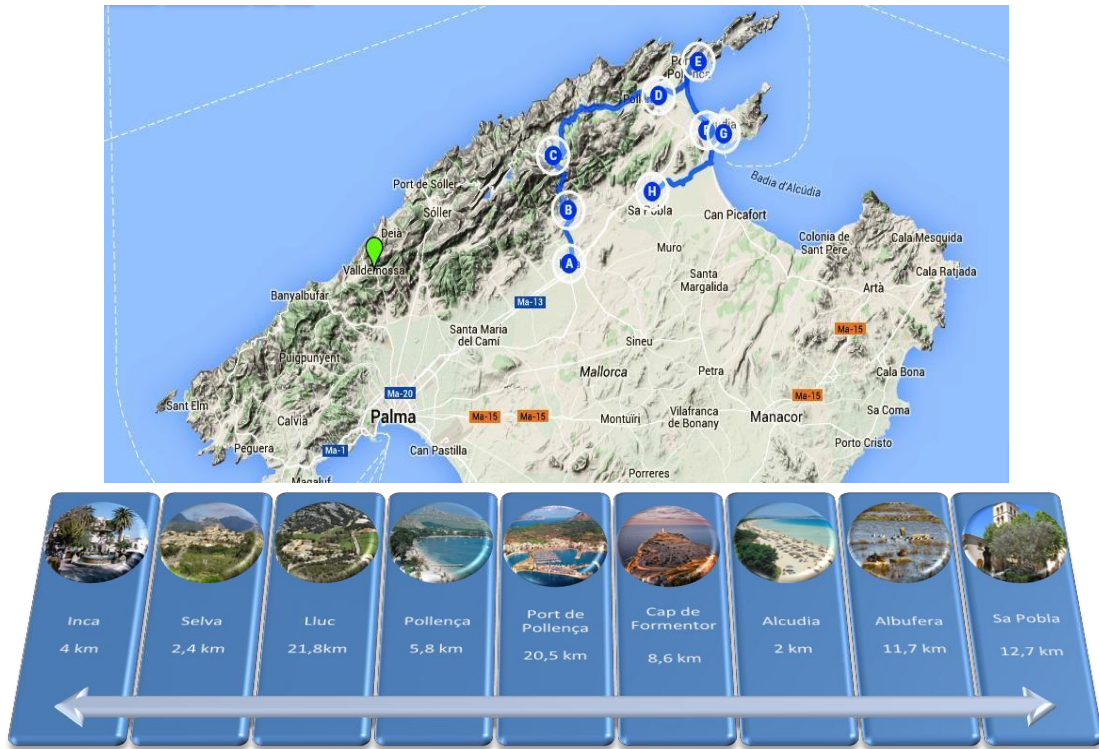 E
Port de Sóller
Sóller
Deià
Valldemossa
Banyalbufar
Puigpunyent
Sant Elm
Calvià
Peguera
Magaluf
Ma-1
Ma-20
Palma
Can Pastilla
Santa Maria
del Camí
Ma-13
Ma-15
Ma-15
C
B
A
D
G
H
Sa Pobla
Muro
Can Picafort
Badia d'Alcúdia
Santa
Margalida
Sineu
Mallorca
Petra
Montuïri
Vilafranca
de Bonany
Porreres
Manacor
Ma-15
Ma-15
Colonia de
Sant Pere
Cala Mesquida
Cala Ratjada
Artà
Cala Bona
Sa Coma
Porto Cristo
Inca
4 km
Selva
2,4 km
Lluc
21,8km
Pollença
5,8 km
Port de
Pollença
20,5 km
Cap de
Formentor
8,6 km
Alcudia
2 km
Albufera
11,7 km
Sa Pobla
12,7 km